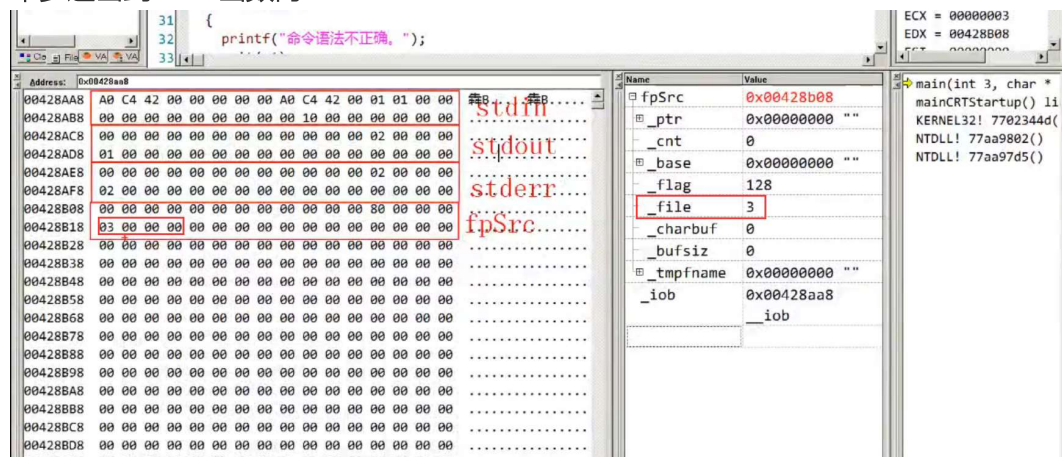 31 {
32 printf("命令语法不正确。");
33
ECX = 00000003
EDX = 00428B08
Cla File VA VA
Address: 0x00428aa8
00428AA8 A0 C4 42 00 00 00 00 00 A0 C4 42 00 01 01 00 00
00428AB8 00 00 00 00 00 00 00 00 00 10 00 00 00 00 00 00
stdin
00428AC8 00 00 00 00 00 00 00 00 00 00 00 00 02 00 00 00
00428AD8 01 00 00 00 00 00 00 00 00 00 00 00 00 00 00 00
stdout
00428AE8 00 00 00 00 00 00 00 00 00 00 00 00 02 00 00 00
00428AF8 02 00 00 00 00 00 00 00 00 00 00 00 00 00 00 00
stderr
00428B08 00 00 00 00 00 00 00 00 00 00 00 00 80 00 00 00
00428B18 03 00 00 00 00 00 00 00 00 00 00 00 00 00 00 00
fpSrc
00428B28 00 00 00 00 00 00 00 00 00 00 00 00 00 00 00 00 ................
00428B38 00 00 00 00 00 00 00 00 00 00 00 00 00 00 00 00 ................
00428B48 00 00 00 00 00 00 00 00 00 00 00 00 00 00 00 00 ................
00428B58 00 00 00 00 00 00 00 00 00 00 00 00 00 00 00 00 ................
00428B68 00 00 00 00 00 00 00 00 00 00 00 00 00 00 00 00 ................
00428B78 00 00 00 00 00 00 00 00 00 00 00 00 00 00 00 00 ................
00428B88 00 00 00 00 00 00 00 00 00 00 00 00 00 00 00 00 ................
00428B98 00 00 00 00 00 00 00 00 00 00 00 00 00 00 00 00 ................
00428BA8 00 00 00 00 00 00 00 00 00 00 00 00 00 00 00 00 ................
00428BB8 00 00 00 00 00 00 00 00 00 00 00 00 00 00 00 00 ................
00428BC8 00 00 00 00 00 00 00 00 00 00 00 00 00 00 00 00 ................
00428BD8 00 00 00 00 00 00 00 00 00 00 00 00 00 00 00 00 ................
Name Value
fpSrc 0x00428b08
_ptr 0x00000000 ""
_cnt 0
_base 0x00000000 ""
_flag 128
_file 3
_charbuf 0
_bufsiz 0
_tmpfname 0x00000000 ""
_iob 0x00428aa8
__iob
main(int 3, char *
mainCRTStartup() li
KERNEL32! 7702344d(
NTDLL! 77aa9802()
NTDLL! 77aa97d5()